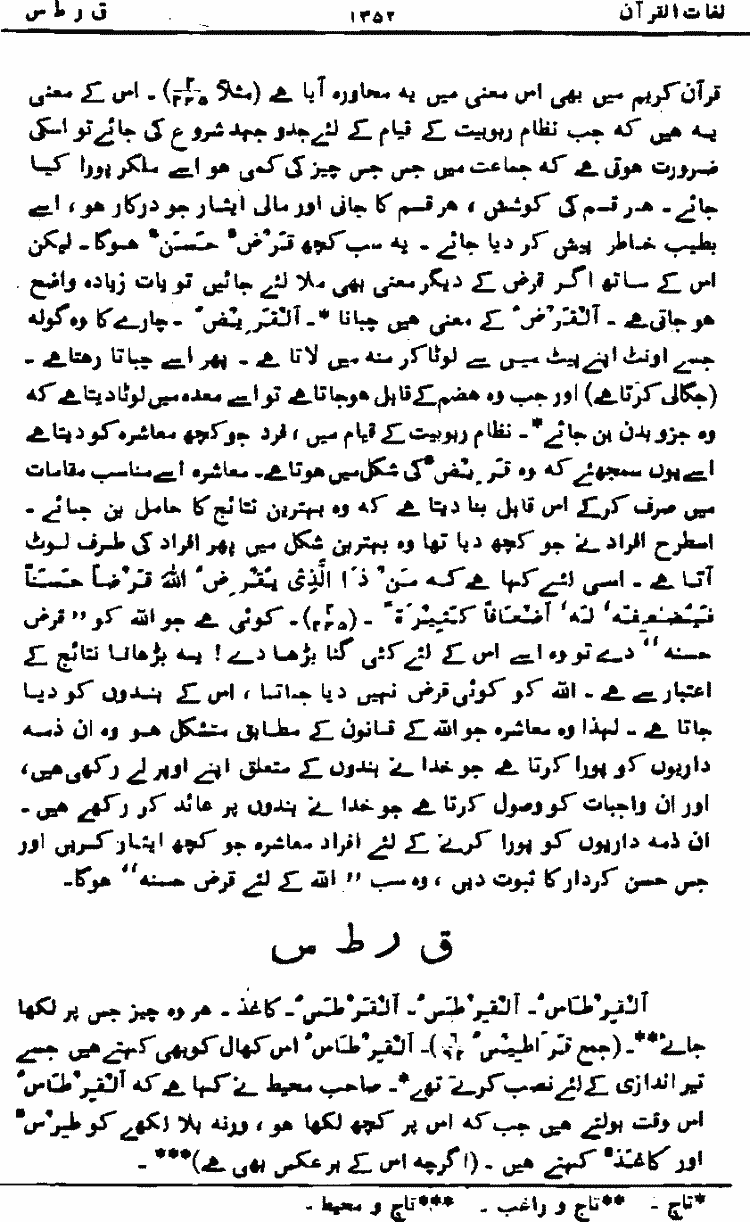 لغات القرآن ۱۳۵۲ ق ر ط س
قرآن کریم میں بھی اس معنی میں یہ محاورہ آیا ہے (مثلاً ۲/۲۴۵) ۔ اس کے معنی
یہ ہیں کہ جب نظام ربوبیت کے قیام کے لئے جدو جہد شروع کی جائے تو اسکی
ضرورت ہوتی ہے کہ جماعت میں جس جس چیز کی کمی ہو اسے ملکر پورا کیا
جائے ۔ ہر قسم کی کوشش ، ہر قسم کا جانی اور مالی ایثار جو درکار ہو ، اسے
بطیب خاطر پیش کر دیا جائے ۔ یہ سب کچھ قَرْضٌ حَسَنٌ ہوگا ۔ لیکن
اس کے ساتھ اگر قرض کے دیگر معنی بھی ملا لئے جائیں تو بات زیادہ واضح
ہو جاتی ہے ۔ اَلْقَرْضُ کے معنی ہیں چبانا * ۔ اَلْقَرِیْضُ ۔ چارے کا وہ گولہ
جسے اونٹ اپنے پیٹ میں سے لوٹا کر منہ میں لاتا ہے ۔ پھر اسے چباتا رہتا ہے ۔
(جگالی کرتا ہے) اور جب وہ ہضم کے قابل ہو جاتا ہے تو اسے معدہ میں لوٹا دیتا ہے کہ
وہ جزو بدن بن جائے * ۔ نظام ربوبیت کے قیام میں ، فرد جو کچھ معاشرہ کو دیتا ہے
اسے یوں سمجھئے کہ وہ قَرِیْضٌ کی شکل میں ہوتا ہے ۔ معاشرہ اسے مناسب مقامات
میں صرف کرکے اس قابل بنا دیتا ہے کہ وہ بہترین نتائج کا حامل بن جائے ۔
اسطرح افراد نے جو کچھ دیا تھا وہ بہترین شکل میں پھر افراد کی طرف لوٹ
آتا ہے ۔ اسی لئے کہا ہے کہ مَنْ ذَا الَّذِیْ یُقْرِضُ اللّٰہَ قَرْضاً حَسَناً
فَیُضٰعِفَہٗ لَہٗ اَضْعَافاً کَثِیْرَۃً ۔ (۲/۲۴۵) ۔ کوئی ہے جو اللہ کو ’’ قرض
حسنہ ‘‘ دے تو وہ اسے اس کے لئے کئی گنا بڑھا دے ! یہ بڑھانا نتائج کے
اعتبار سے ہے ۔ اللہ کو کوئی قرض نہیں دیا جاتا ، اس کے بندوں کو دیا
جاتا ہے ۔ لہذا وہ معاشرہ جو اللہ کے قانون کے مطابق متشکل ہو وہ ان ذمہ
داریوں کو پورا کرتا ہے جو خدا نے بندوں کے متعلق اپنے اوپر لے رکھی ہیں ،
اور ان واجبات کو وصول کرتا ہے جو خدا نے بندوں پر عائد کر رکھے ہیں ۔
ان ذمہ داریوں کو پورا کرنے کے لئے افراد معاشرہ جو کچھ ایثار کریں اور
جس حسن کردار کا ثبوت دیں ، وہ سب ’’ اللہ کے لئے قرض حسنہ ‘‘ ہوگا ۔
ق ر ط س
اَلْقِرْطَاسُ ۔ اَلْقِرْطَسُ ۔ اَلْقَرْطَسُ ۔ کاغذ ۔ ہر وہ چیز جس پر لکھا
جائے ** ۔ (جمع قَرَاطِیْسُ) ۔ اَلْقِرْطَاسُ اس کھال کو بھی کہتے ہیں جسے
تیر اندازی کے لئے نصب کرتے تھے * ۔ صاحب محیط نے کہا ہے کہ اَلْقِرْطَاسُ
اس وقت بولتے ہیں جب کہ اس پر کچھ لکھا ہو ، ورنہ بلا لکھے کو طِرْسٌ
اور کَاغَذٌ کہتے ہیں ۔ (اگرچہ اس کے بر عکس بھی ہے) *** ۔
*تاج ۔ **تاج و راغب ۔ ***تاج و محیط ۔